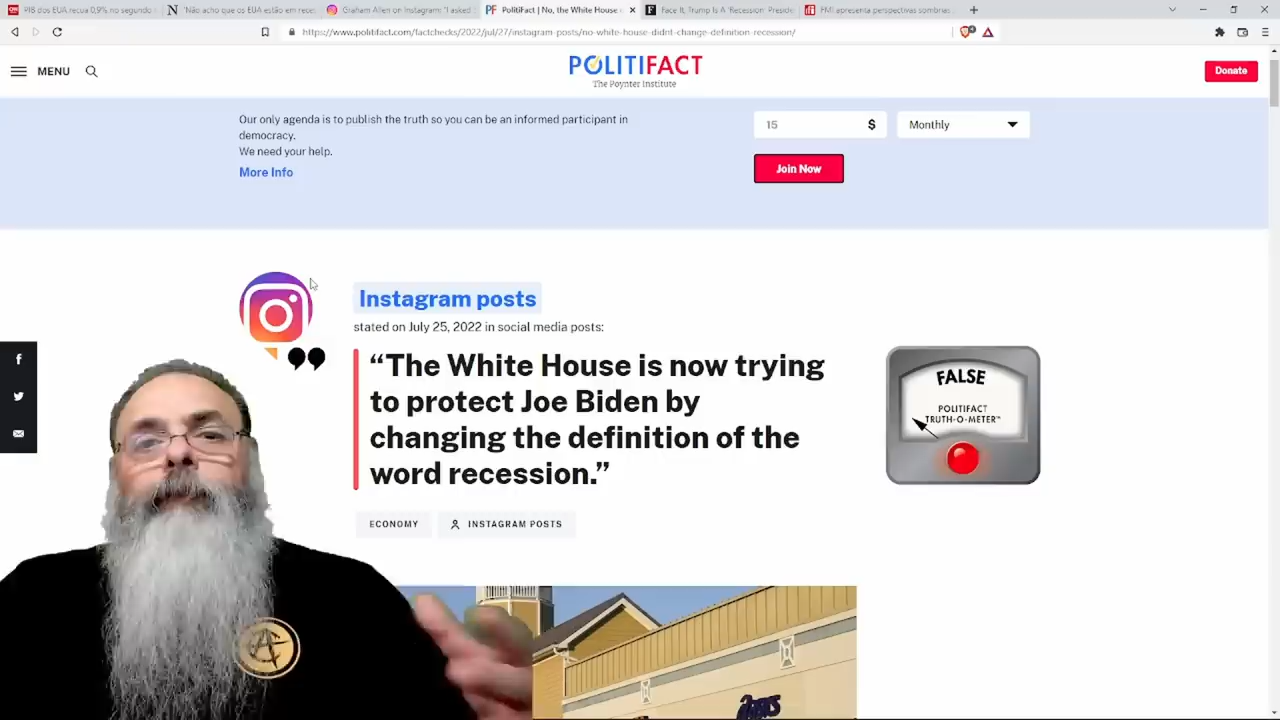 PIB dos EUA recua 0,9% no segundo t
'Não acho que os EUA estão em rece
Graham Allen on Instagram: "I asked
PolitiFact | No, the White House d
Face It, Trump Is A 'Recession' Preside
FMI apresenta perspectivas sombrias
https://www.politifact.com/factchecks/2022/jul/27/instagram-posts/no-white-house-didnt-change-definition-recession/
MENU
POLITIFACT
The Poynter Institute
Donate
Our only agenda is to publish the truth so you can be an informed participant in
democracy.
We need your help.
More Info
15 $
Monthly
Join Now
Instagram posts
stated on July 25, 2022 in social media posts:
“The White House is now trying
to protect Joe Biden by
changing the definition of the
word recession.”
FALSE
POLITIFACT
TRUTH-O-METER™
ECONOMY
INSTAGRAM POSTS
asics